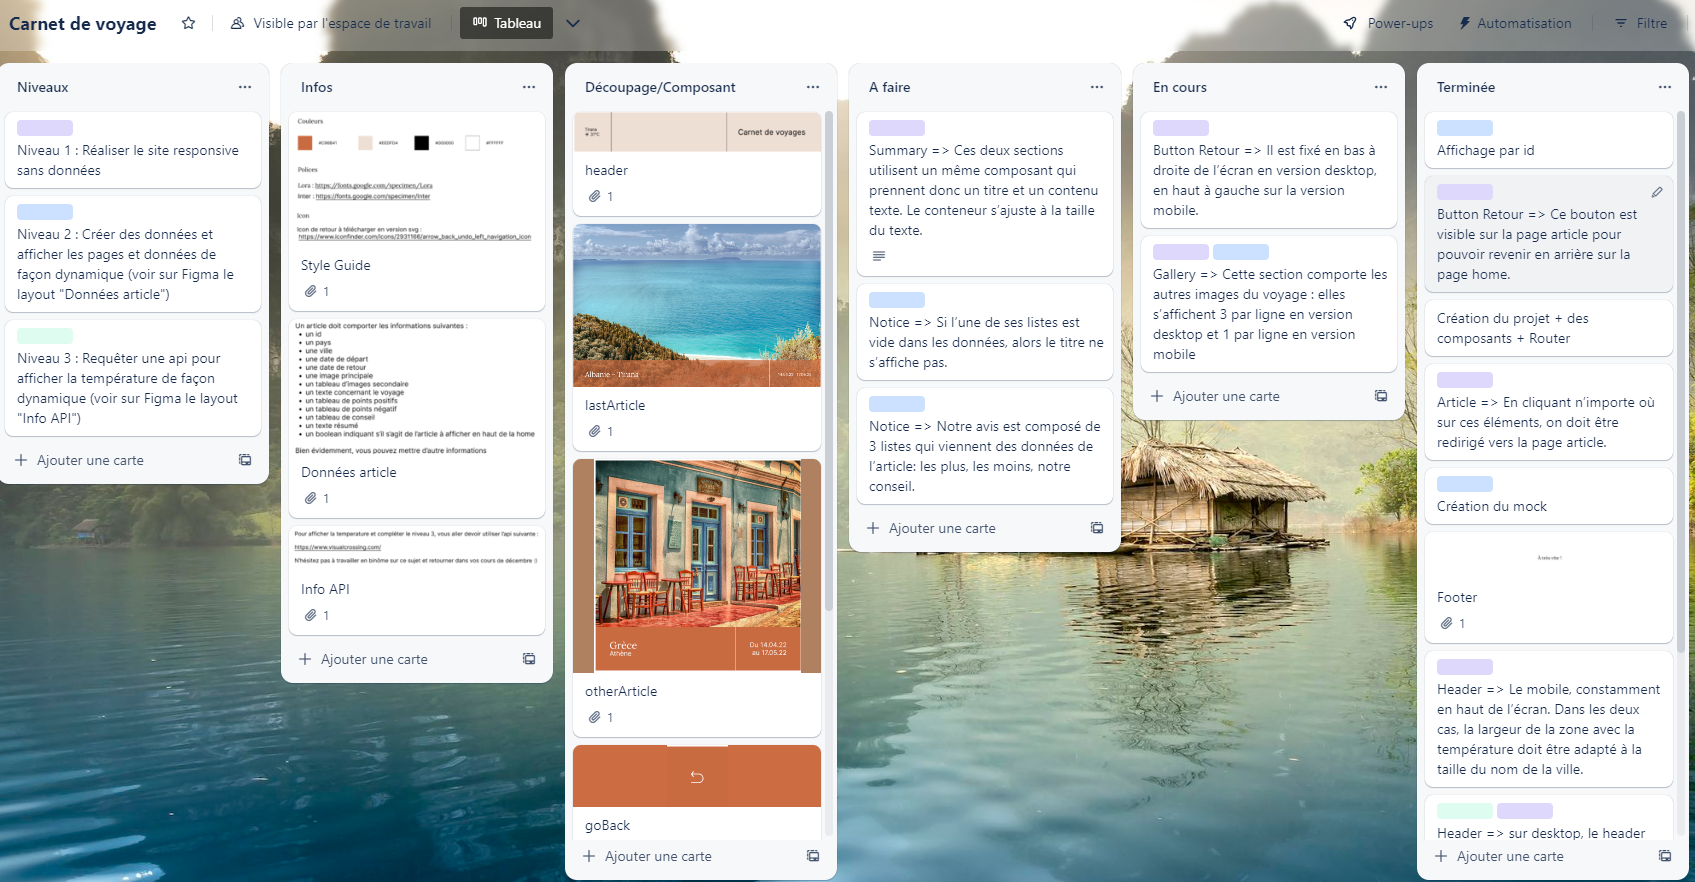 Carnet de voyage
Visible par l'espace de travail
Tableau
Power-ups
Automatisation
Filtre
Niveaux
Niveau 1 : Réaliser le site responsive
sans données
Niveau 2 : Créer des données et
afficher les pages et données de
façon dynamique (voir sur Figma le
layout "Données article")
Niveau 3 : Requêter une api pour
afficher la température de façon
dynamique (voir sur Figma le layout
"Info API")
Ajouter une carte
Infos
Couleurs
#FFFFFF
Polices
Lora : https://fonts.google.com/specimen/Lora
Inter : https://fonts.google.com/specimen/Inter
Icon
Icon de retour à télécharger en version svg :
https://www.iconfinder.com/icons/2931166/arrow_back_undo_left_navigation_icon
Style Guide
1
Un article doit comporter les informations suivantes :
• un id
• un pays
• une ville
• une date de départ
• une date de retour
• une image principale
• un tableau d'images secondaire
• un texte concernant le voyage
• un tableau de points positifs
• un tableau de points négatif
• un tableau de conseil
• un texte résumé
• un boolean indiquant s'il s'agit de l'article à afficher en haut de la home
Bien évidemment, vous pouvez mettre d'autre informations
Données article
1
Pour afficher la température et compléter le niveau 3, vous aller devoir utiliser l'api suivante :
https://www.visualcrossing.com/
N'hésitez pas à travailler en binôme sur ce sujet et retourner dans vos cours de décembre :)
Info API
1
Ajouter une carte
Découpage/Composant
Tirana
Carnet de voyages
header
1
Albanie - Tirana
lastArticle
1
Grèce
Athène
Du 14.04.22
au 17.05.22
otherArticle
1
goBack
Ajouter une carte
A faire
Summary => Ces deux sections
utilisent un même composant qui
prennent donc un titre et un contenu
texte. Le conteneur s’ajuste à la taille
du texte.
Notice => Si l’une de ses listes est
vide dans les données, alors le titre ne
s’affiche pas.
Notice => Notre avis est composé de
3 listes qui viennent des données de
l’article: les plus, les moins, notre
conseil.
Ajouter une carte
En cours
Button Retour => Il est fixé en bas à
droite de l’écran en version desktop,
en haut à gauche sur la version
mobile.
Gallery => Cette section comporte les
autres images du voyage : elles
s’affichent 3 par ligne en version
desktop et 1 par ligne en version
mobile
Ajouter une carte
Terminée
Affichage par id
Button Retour => Ce bouton est
visible sur la page article pour
pouvoir revenir en arrière sur la
page home.
Création du projet + des
composants + Router
Article => En cliquant n’importe où
sur ces éléments, on doit être
redirigé vers la page article.
Création du mock
Footer
1
Header => Le mobile, constamment
en haut de l’écran. Dans les deux
cas, la largeur de la zone avec la
température doit être adapté à la
taille du nom de la ville.
Header => sur desktop, le header
Ajouter une carte